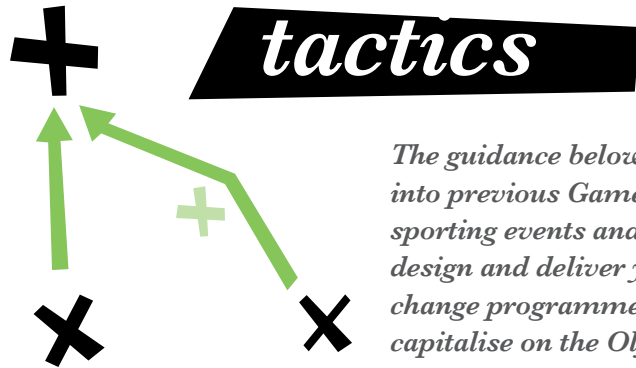 tactics
The guidance below
into previous Game
sporting events and
design and deliver
change programme
capitalise on the Ol